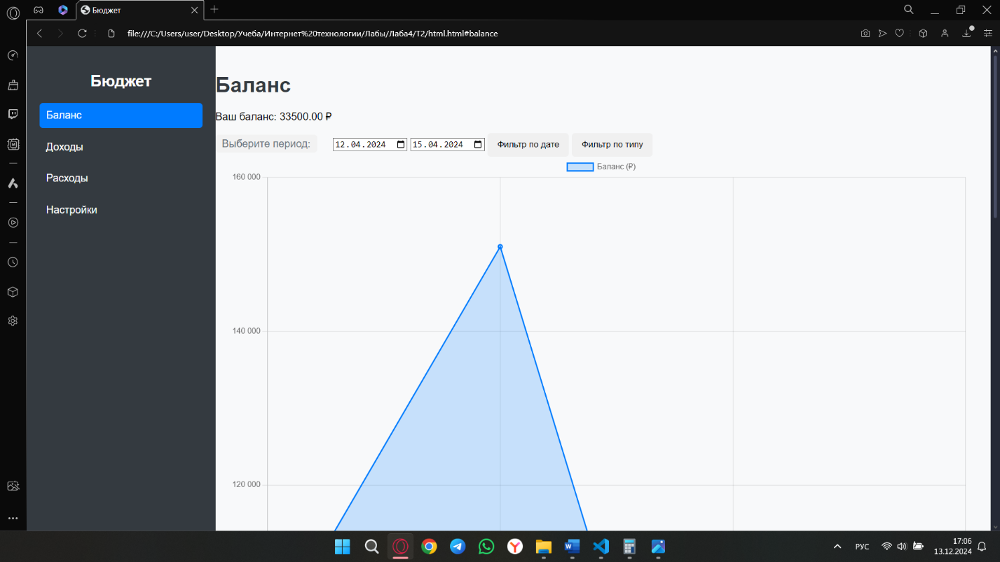 Бюджет
file:///C:/Users/user/Desktop/Учеба/Интернет%20технологии/Лабы/Лаба4/T2/html.html#balance
Бюджет
Баланс
Доходы
Расходы
Настройки
Баланс
Ваш баланс: 33500.00 ₽
Выберите период: 12.04.2024 15.04.2024 Фильтр по дате Фильтр по типу
Баланс (₽)
160 000
140 000
120 000
РУС
17:06
13.12.2024